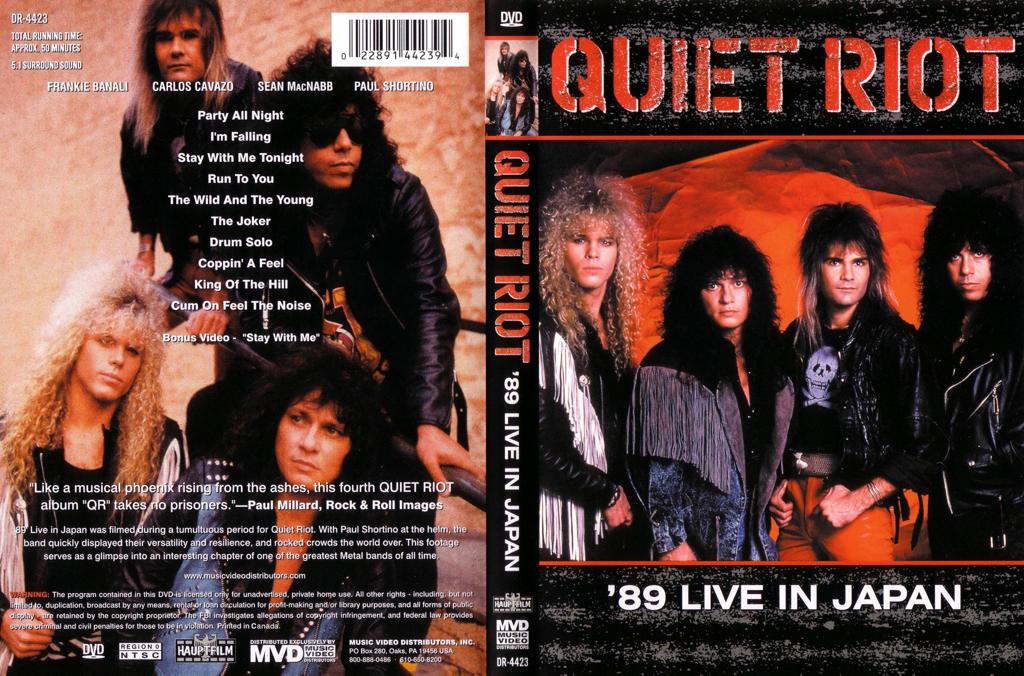 DR-4423
TOTAL RUNNING TIME:
APPROX. 50 MINUTES
5.1 SURROUND SOUND
0 22891 44239 4
FRANKIE BANALI CARLOS CAVAZO SEAN MacNABB PAUL SHORTINO
Party All Night
I'm Falling
Stay With Me Tonight
Run To You
The Wild And The Young
The Joker
Drum Solo
Coppin' A Feel
King Of The Hill
Cum On Feel The Noise
Bonus Video - "Stay With Me"
"Like a musical phoenix rising from the ashes, this fourth QUIET RIOT
album "QR" takes no prisoners."—Paul Millard, Rock & Roll Images
'89 Live in Japan was filmed during a tumultuous period for Quiet Riot. With Paul Shortino at the helm, the
band quickly displayed their versatility and resilience, and rocked crowds the world over. This footage
serves as a glimpse into an interesting chapter of one of the greatest Metal bands of all time.
www.musicvideodistributors.com
WARNING: The program contained in this DVD is licensed only for unadvertised, private home use. All other rights - including, but not
limited to, duplication, broadcast by any means, rental or loan circulation for profit-making and/or library purposes, and all forms of public
display - are retained by the copyright proprietor. The FBI investigates allegations of copyright infringement, and federal law provides
severe criminal and civil penalties for those to be in violation. Printed in Canada.
DVD
REGION 0
NTSC
HAUPTFILM
DISTRIBUTED EXCLUSIVELY BY
MVD MUSIC VIDEO DISTRIBUTORS
MUSIC VIDEO DISTRIBUTORS, INC.
PO Box 280, Oaks, PA 19456 USA
800-888-0486 · 610-650-8200
DVD
QUIET RIOT '89 LIVE IN JAPAN
HAUPTFILM
MVD
MUSIC
VIDEO
DISTRIBUTORS
DR-4423
QUIET RIOT
'89 LIVE IN JAPAN